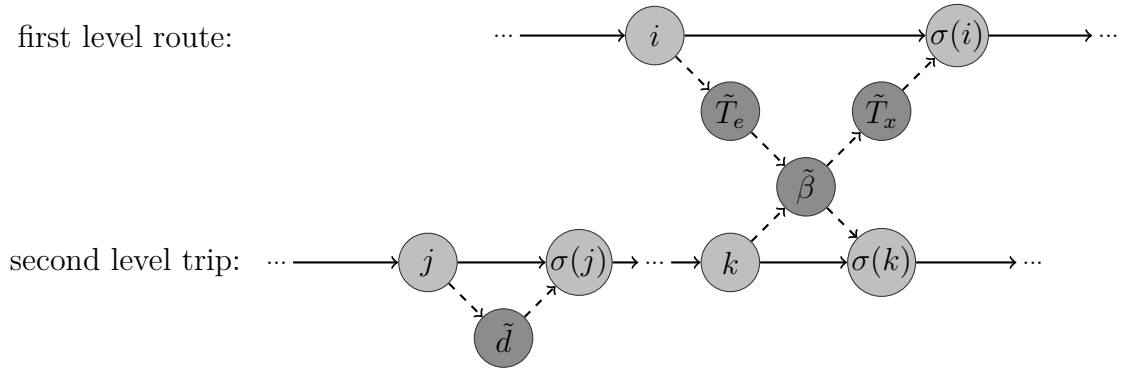 first level route: ... i σ(i) ...
T̃ₑ T̃ₓ
β̃
second level trip: ... j σ(j) ... k σ(k) ...
d̃